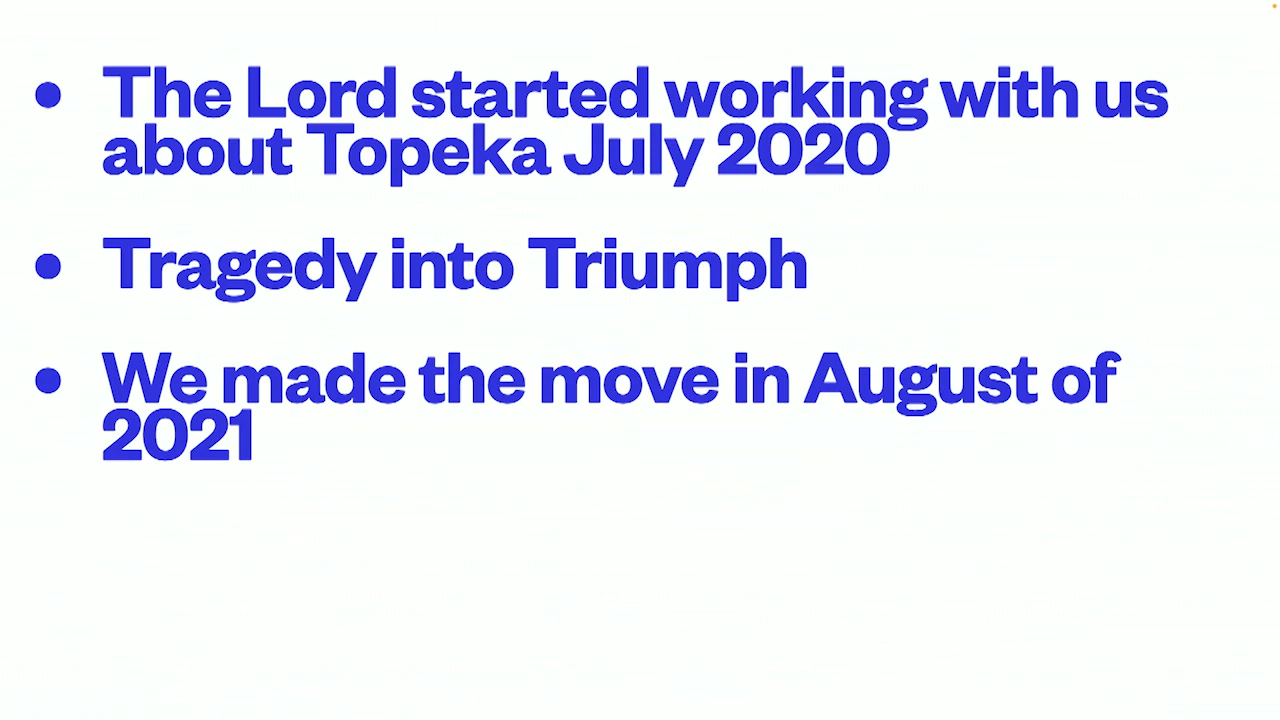 • The Lord started working with us
about Topeka July 2020
• Tragedy into Triumph
• We made the move in August of
2021